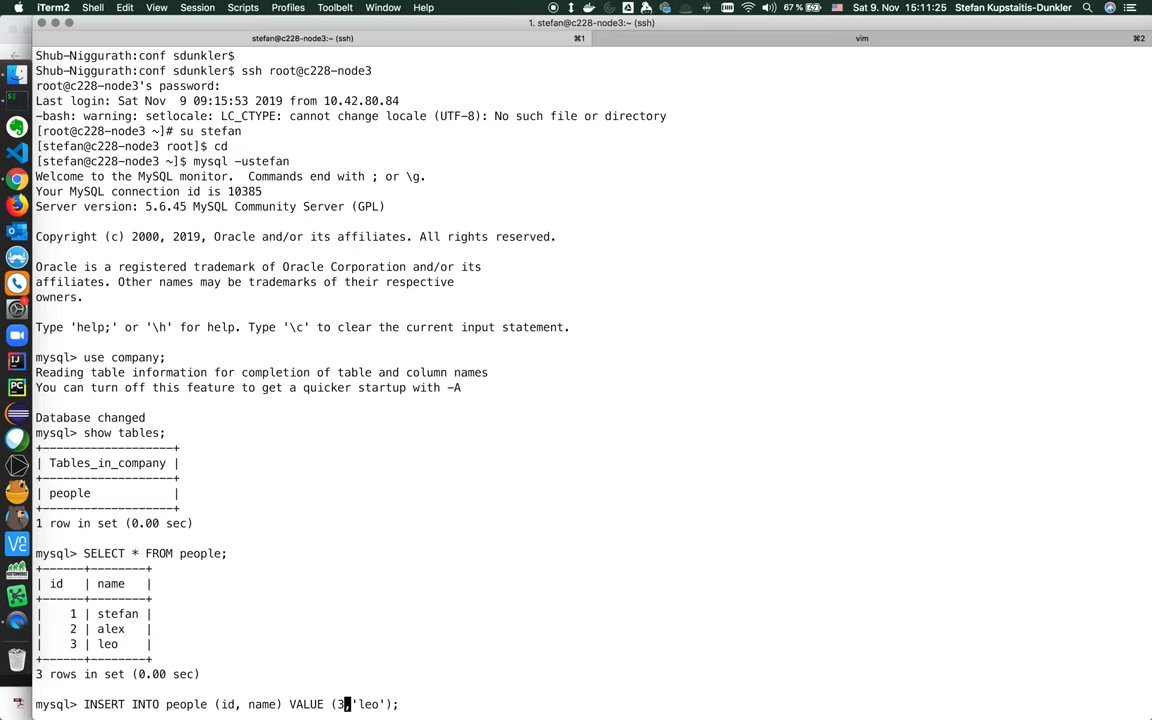 iTerm2 Shell Edit View Session Scripts Profiles Toolbelt Window Help 67 % Sat 9. Nov 15:11:25 Stefan Kupstaitis-Dunkler
1. stefan@c228-node3:~ (ssh)
stefan@c228-node3:~ (ssh) ⌘1 vim ⌘2
Shub-Niggurath:conf sdunkler$
Shub-Niggurath:conf sdunkler$ ssh root@c228-node3
root@c228-node3's password:
Last login: Sat Nov  9 09:15:53 2019 from 10.42.80.84
-bash: warning: setlocale: LC_CTYPE: cannot change locale (UTF-8): No such file or directory
[root@c228-node3 ~]# su stefan
[stefan@c228-node3 root]$ cd
[stefan@c228-node3 ~]$ mysql -ustefan
Welcome to the MySQL monitor.  Commands end with ; or \g.
Your MySQL connection id is 10385
Server version: 5.6.45 MySQL Community Server (GPL)
Copyright (c) 2000, 2019, Oracle and/or its affiliates. All rights reserved.
Oracle is a registered trademark of Oracle Corporation and/or its
affiliates. Other names may be trademarks of their respective
owners.
Type 'help;' or '\h' for help. Type '\c' to clear the current input statement.
mysql> use company;
Reading table information for completion of table and column names
You can turn off this feature to get a quicker startup with -A
Database changed
mysql> show tables;
+-------------------+
| Tables_in_company |
+-------------------+
| people            |
+-------------------+
1 row in set (0.00 sec)
mysql> SELECT * FROM people;
+------+--------+
| id   | name   |
+------+--------+
|    1 | stefan |
|    2 | alex   |
|    3 | leo    |
+------+--------+
3 rows in set (0.00 sec)
mysql> INSERT INTO people (id, name) VALUE (3,'leo');